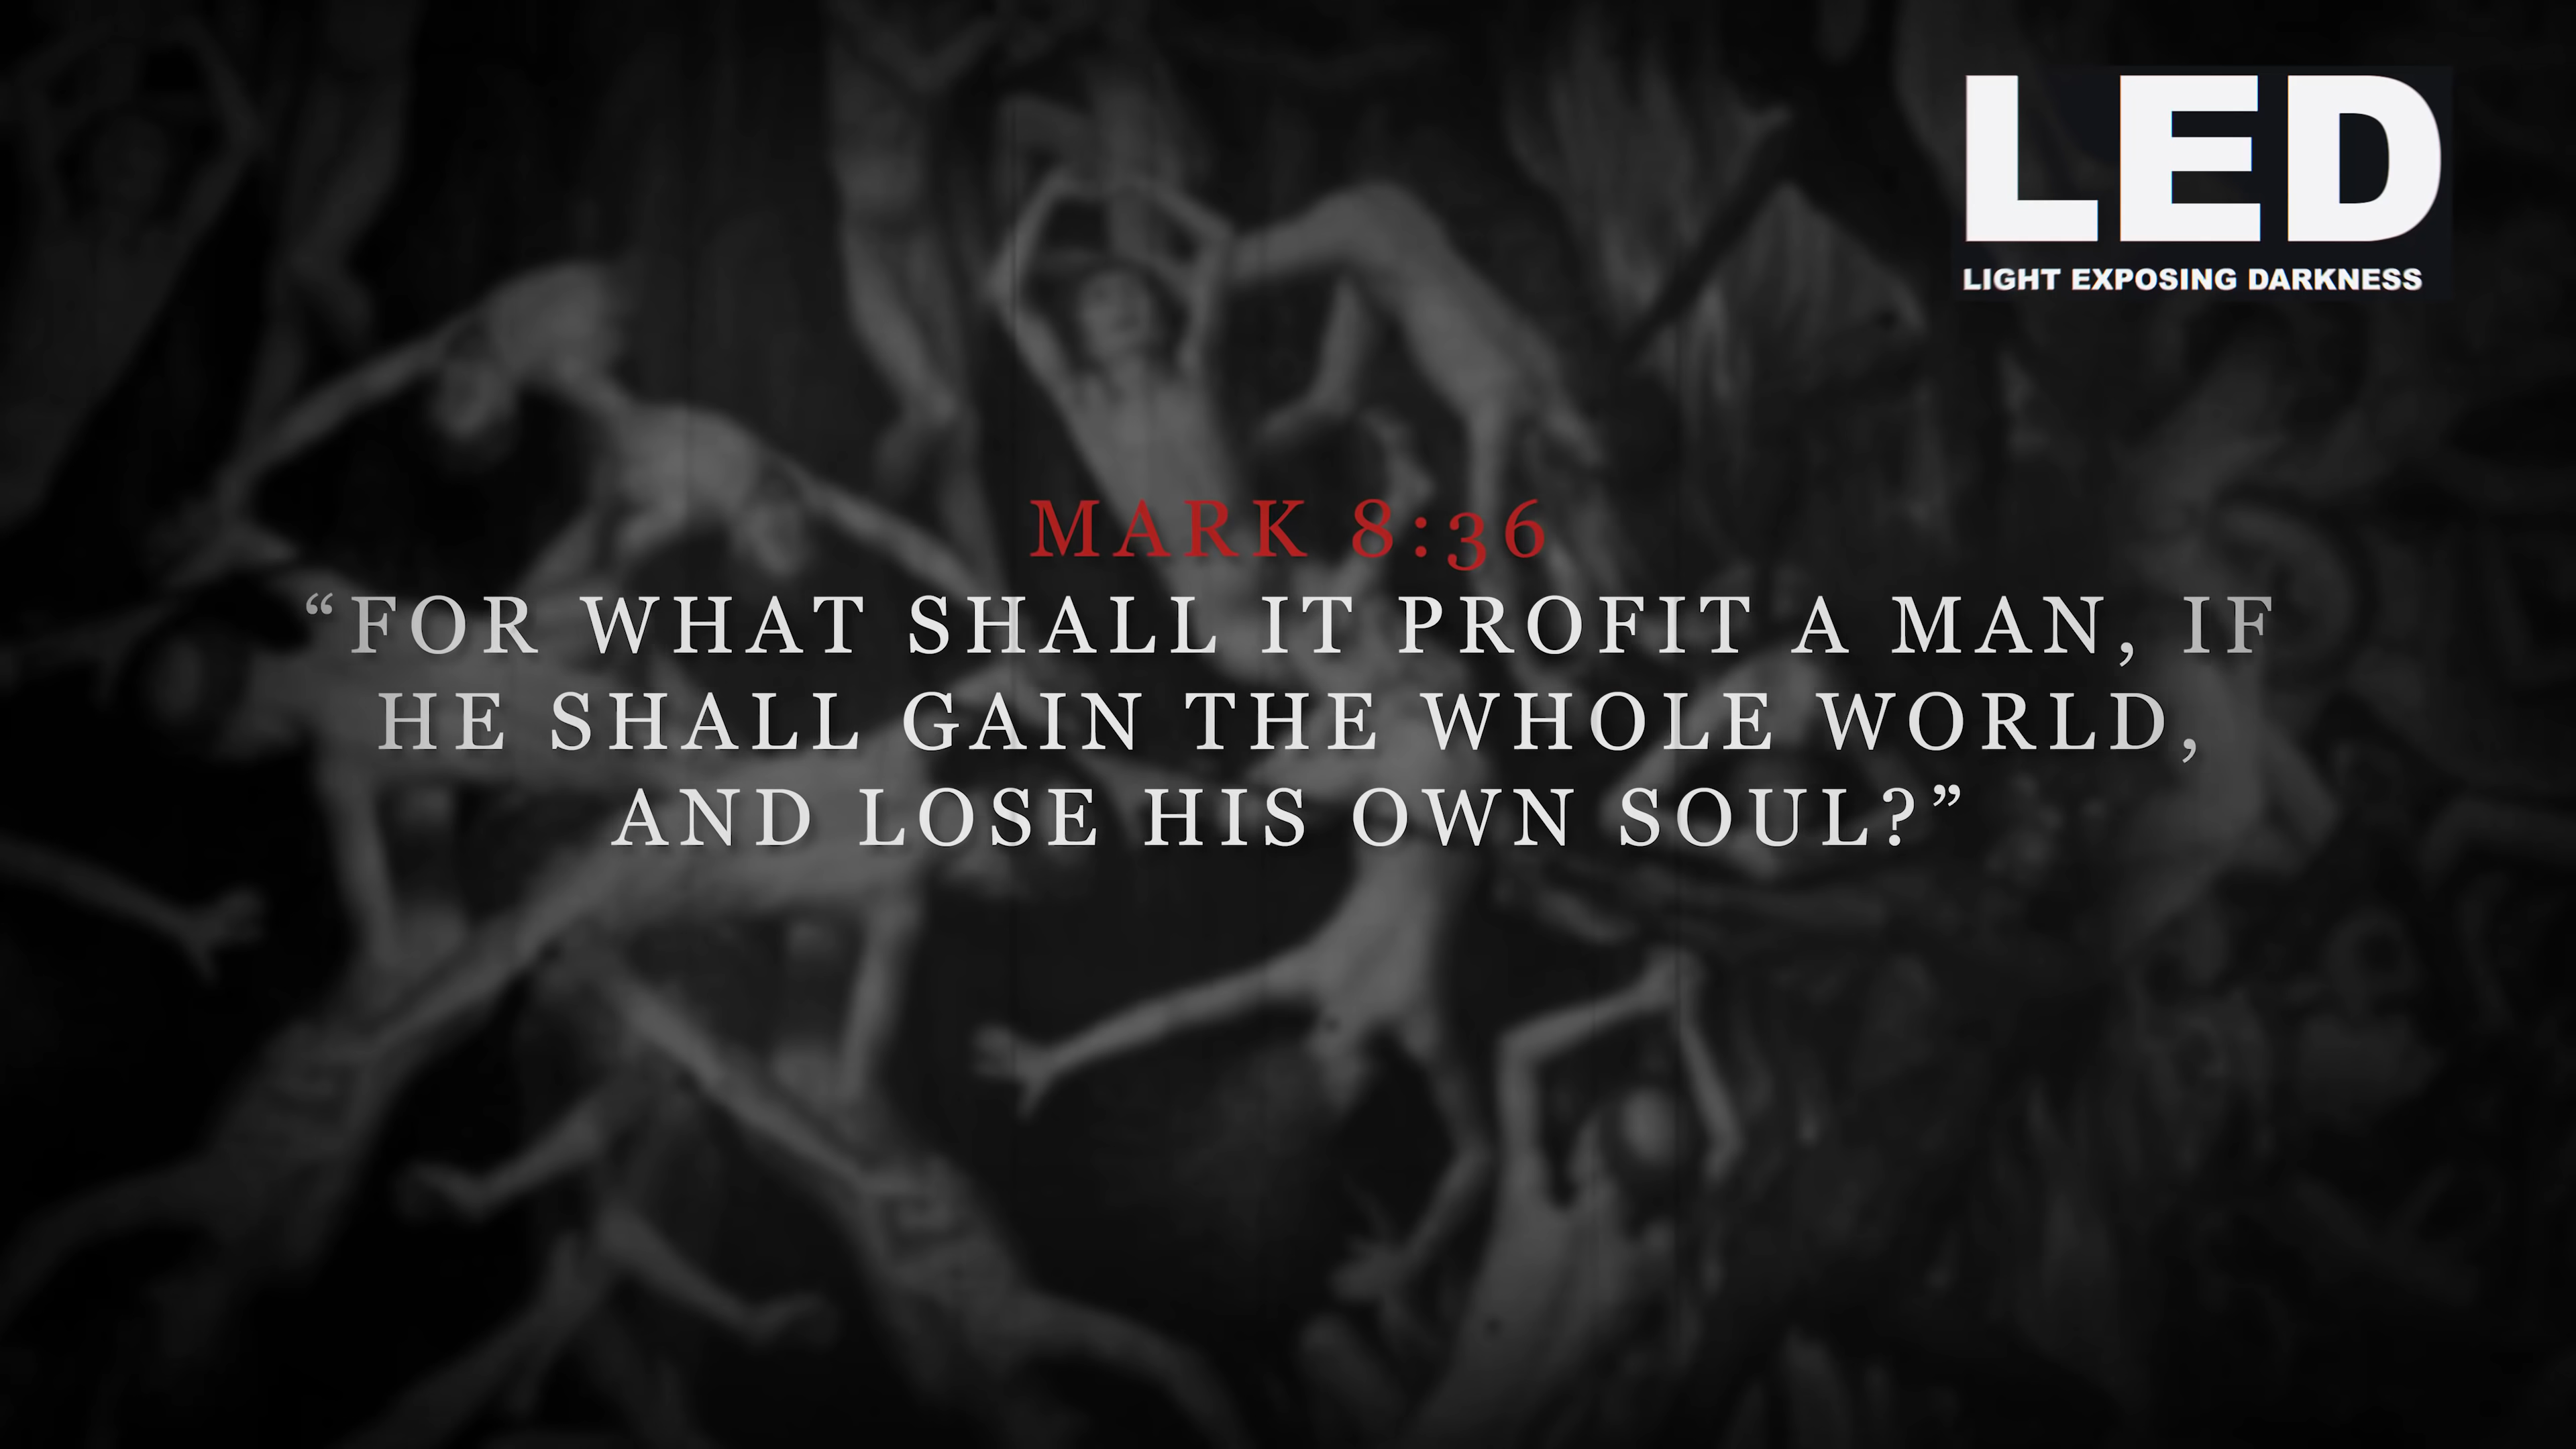 LED
LIGHT EXPOSING DARKNESS
MARK 8:36
“FOR WHAT SHALL IT PROFIT A MAN, IF
HE SHALL GAIN THE WHOLE WORLD,
AND LOSE HIS OWN SOUL?”